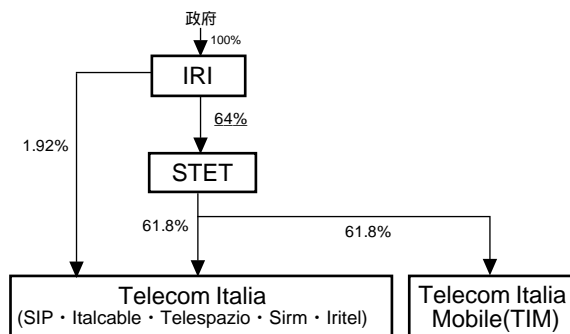 政府
100%
IRI
64%
1.92%
STET
61.8%
61.8%
Telecom Italia
(SIP・Italcable・Telespazio・Sirm・Iritel)
Telecom Italia
Mobile(TIM)